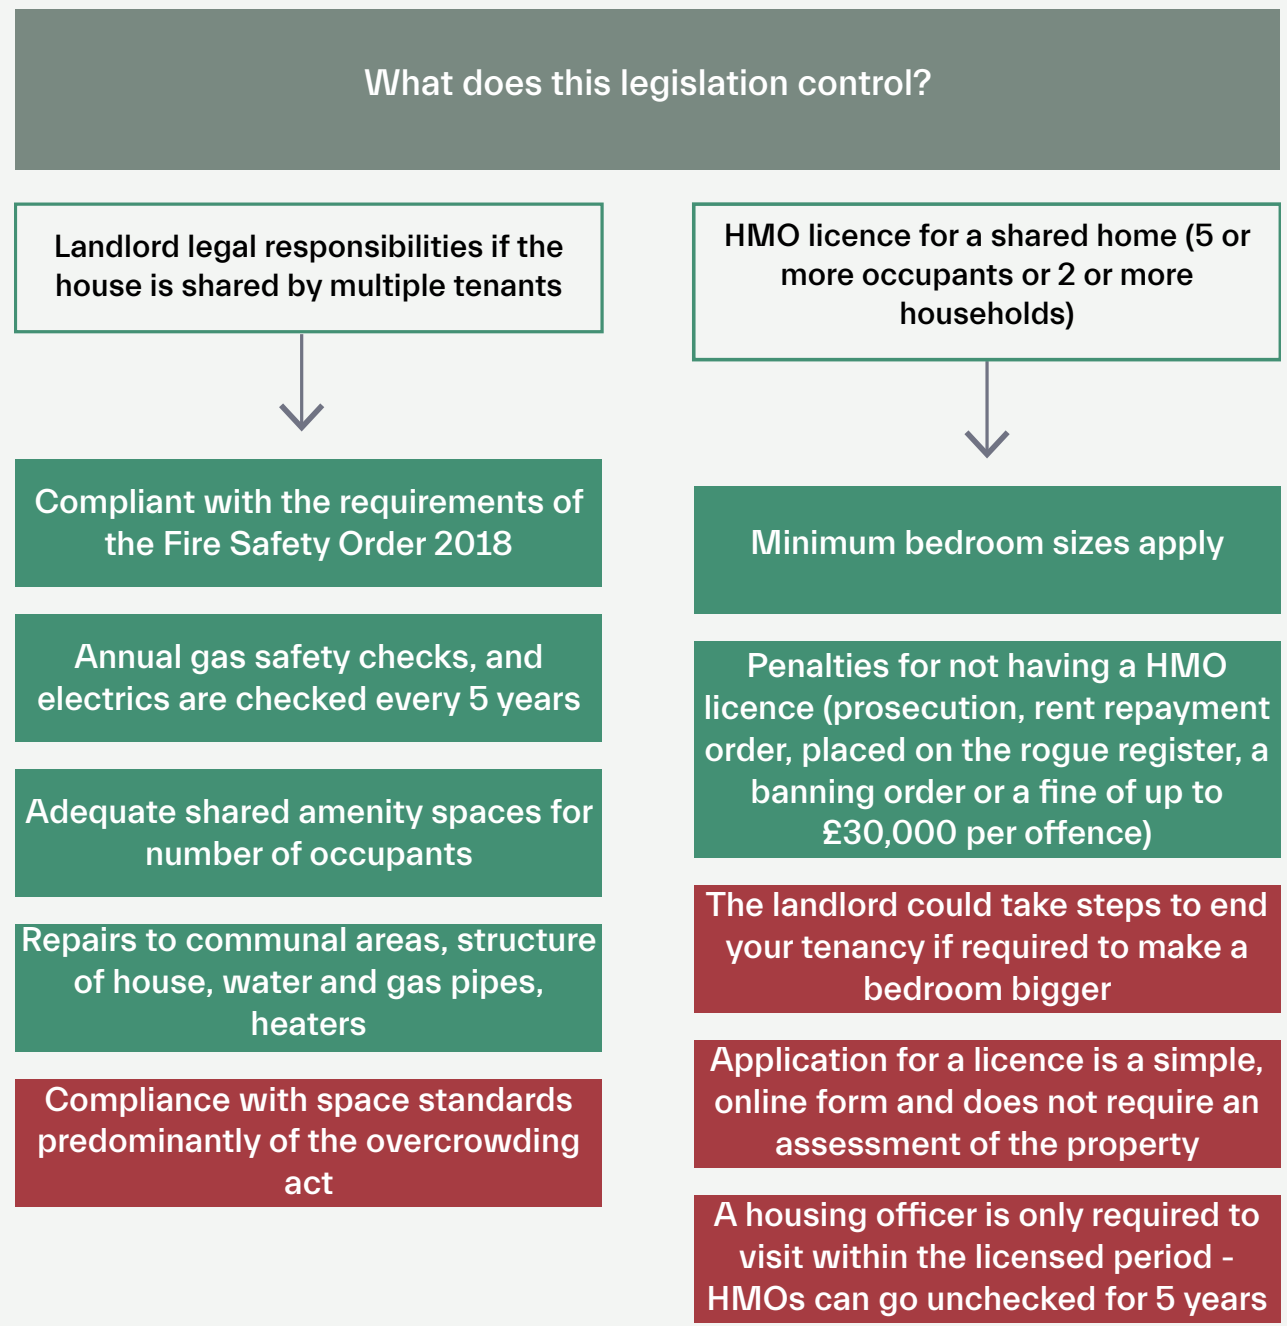 What does this legislation control?
Landlord legal responsibilities if the
house is shared by multiple tenants
Compliant with the requirements of
the Fire Safety Order 2018
Annual gas safety checks, and
electrics are checked every 5 years
Adequate shared amenity spaces for
number of occupants
Repairs to communal areas, structure
of house, water and gas pipes,
heaters
Compliance with space standards
predominantly of the overcrowding
act
HMO licence for a shared home (5 or
more occupants or 2 or more
households)
Minimum bedroom sizes apply
Penalties for not having a HMO
licence (prosecution, rent repayment
order, placed on the rogue register, a
banning order or a fine of up to
£30,000 per offence)
The landlord could take steps to end
your tenancy if required to make a
bedroom bigger
Application for a licence is a simple,
online form and does not require an
assessment of the property
A housing officer is only required to
visit within the licensed period -
HMOs can go unchecked for 5 years